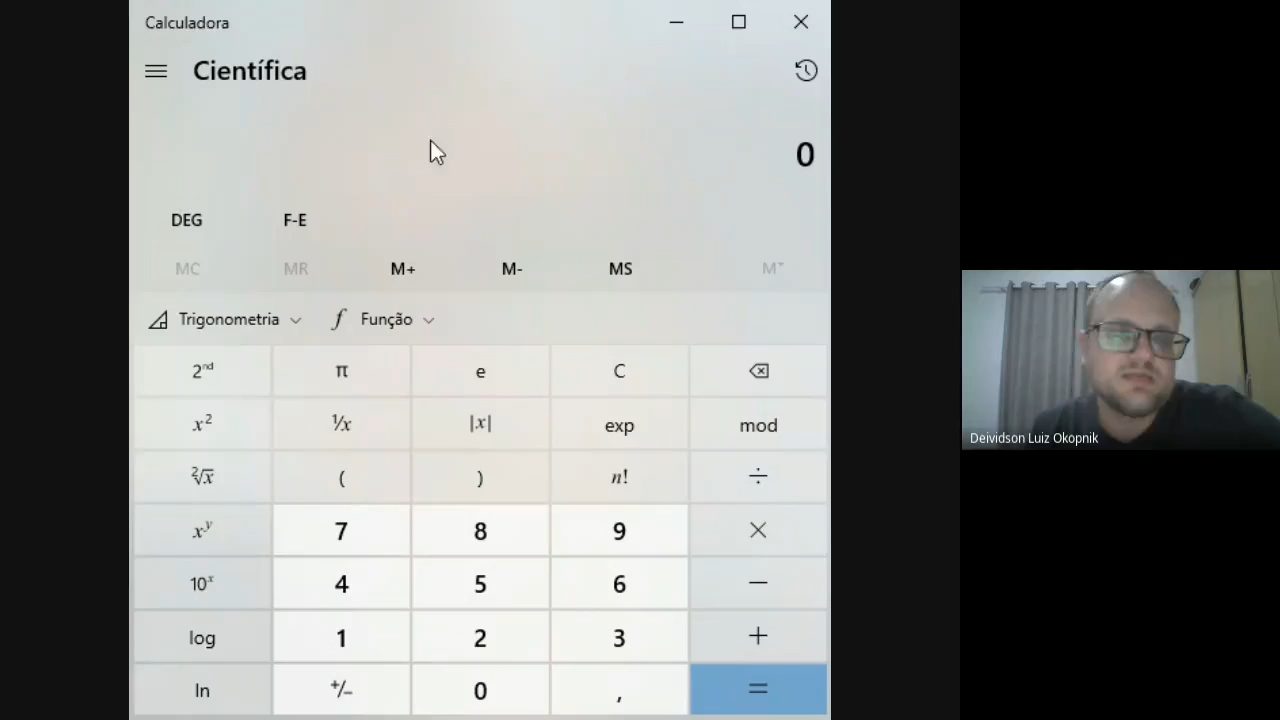 Calculadora
Científica
0
DEG F-E
MC MR M+ M- MS M˅
Trigonometria f Função
2ⁿᵈ π e C
x² ¹/x |x| exp mod
²√x ( ) n! ÷
xʸ 7 8 9 ×
10ˣ 4 5 6 −
log 1 2 3 +
ln +/− 0 , =
Deividson Luiz Okopnik